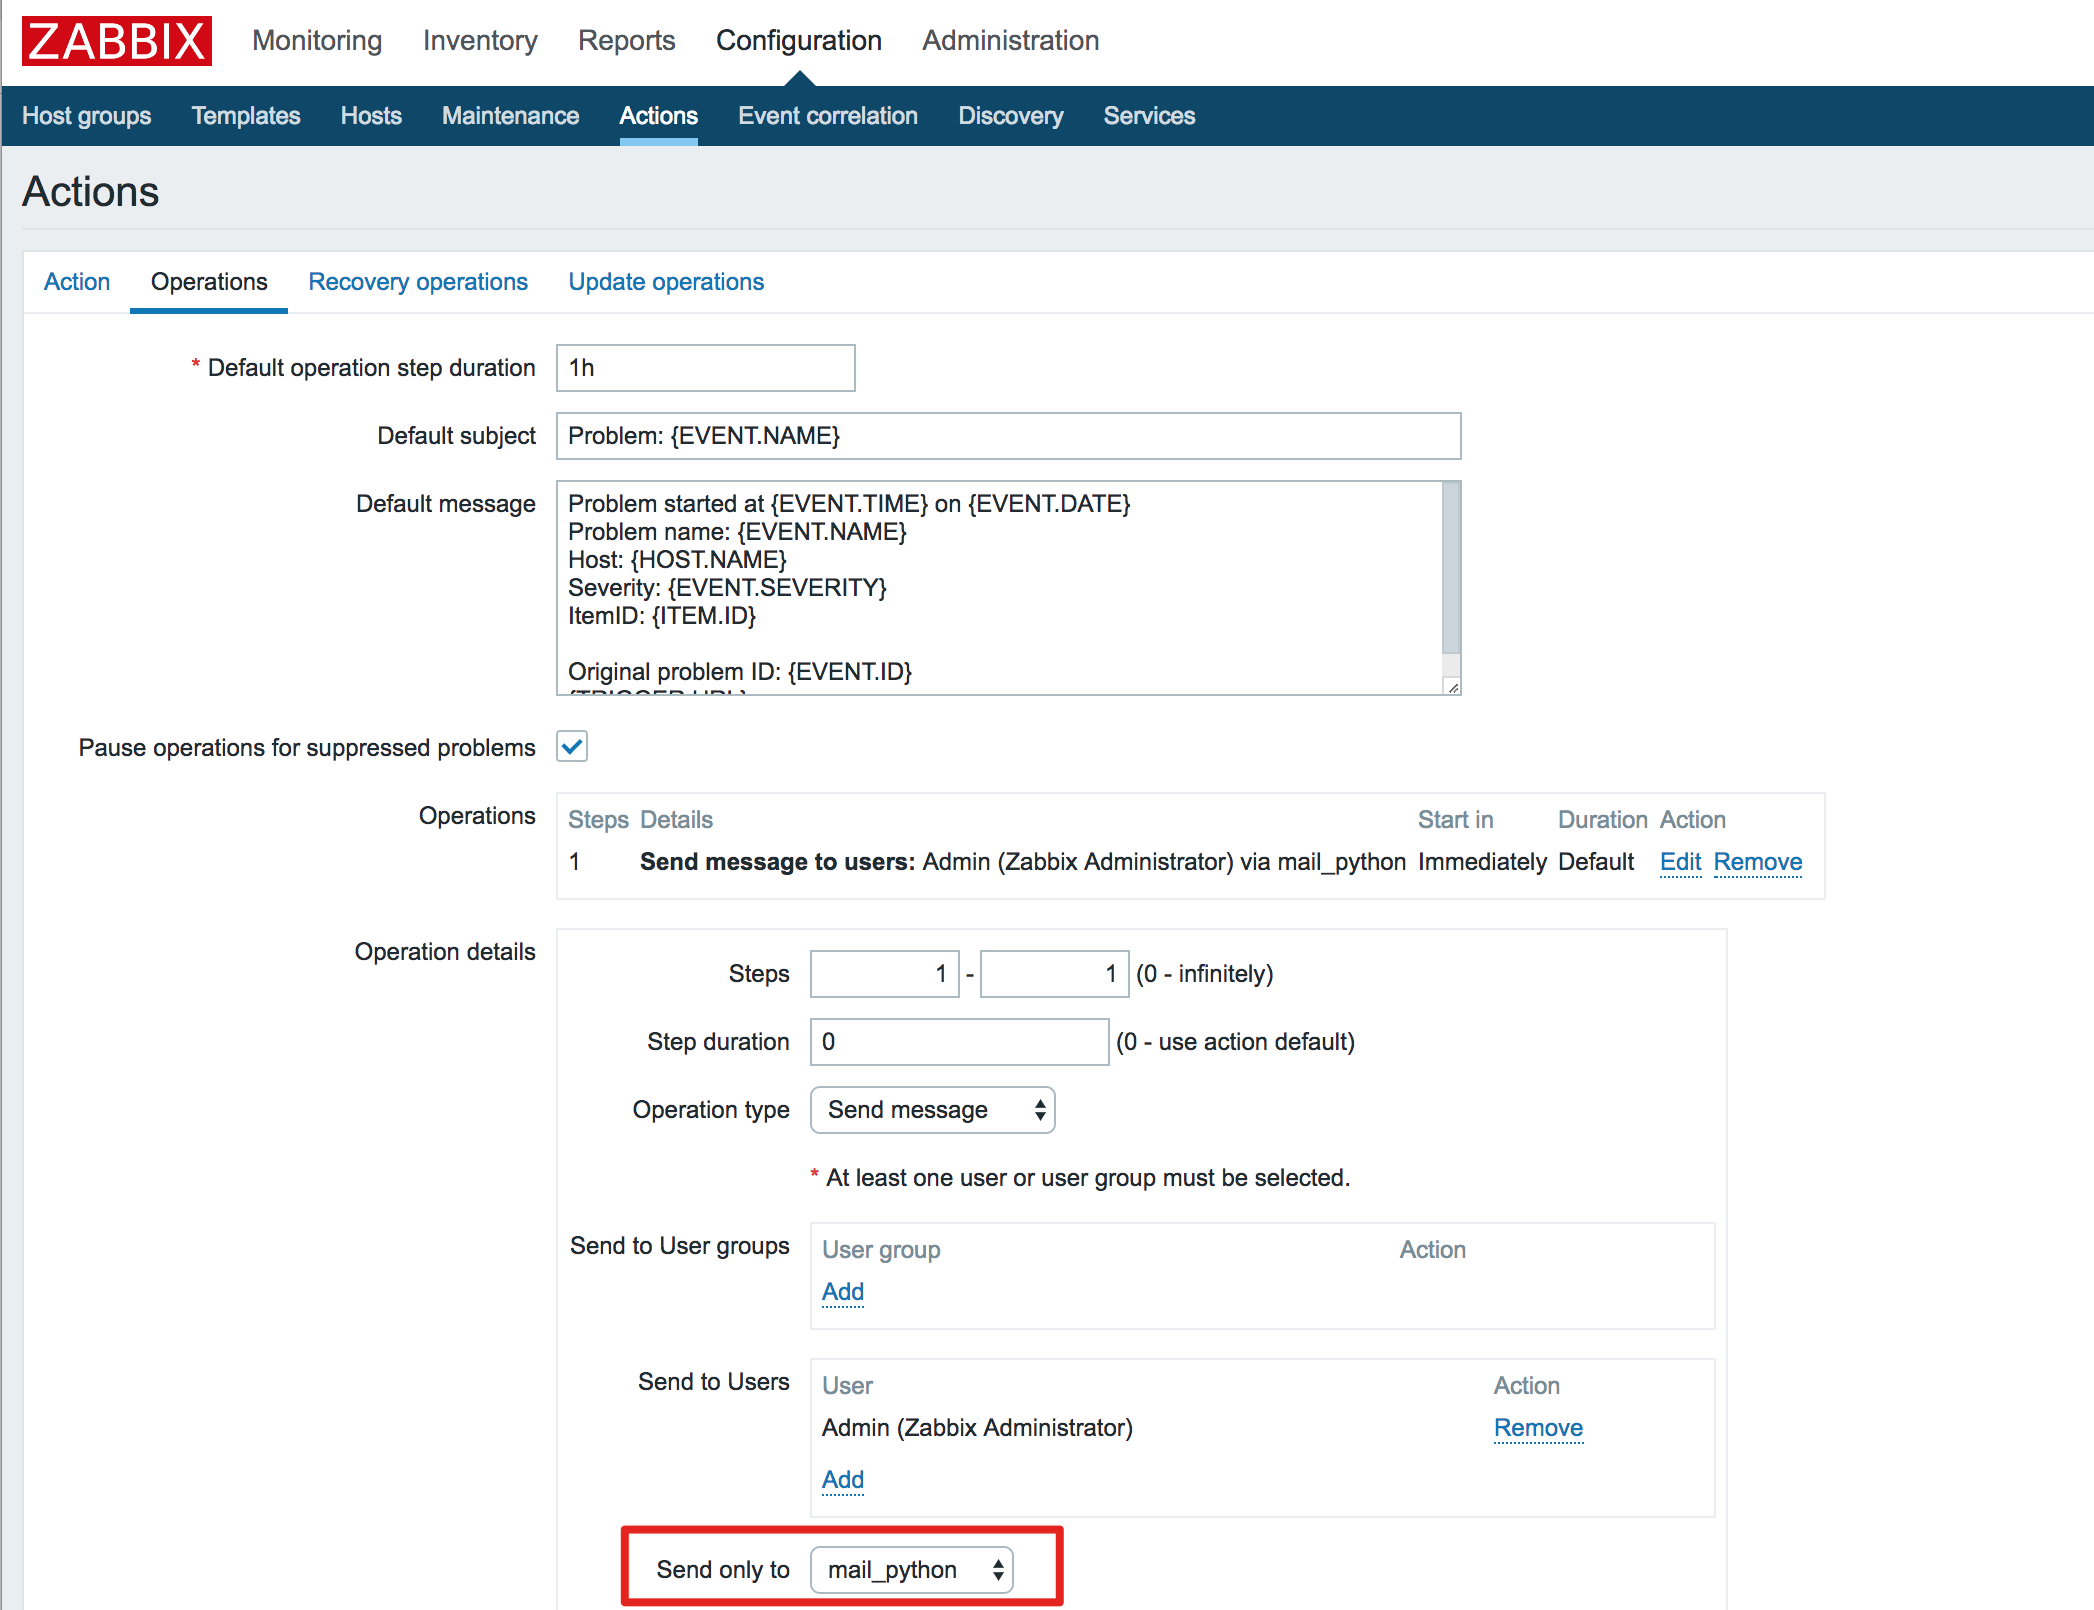 ZABBIX Monitoring Inventory Reports Configuration Administration
Host groups Templates Hosts Maintenance Actions Event correlation Discovery Services
Actions
Action Operations Recovery operations Update operations
* Default operation step duration 1h
Default subject Problem: {EVENT.NAME}
Default message Problem started at {EVENT.TIME} on {EVENT.DATE}
Problem name: {EVENT.NAME}
Host: {HOST.NAME}
Severity: {EVENT.SEVERITY}
ItemID: {ITEM.ID}
Original problem ID: {EVENT.ID}
{TRIGGER.URL}
Pause operations for suppressed problems
Operations Steps Details Start in Duration Action
1 Send message to users: Admin (Zabbix Administrator) via mail_python Immediately Default Edit Remove
Operation details
Steps 1 - 1 (0 - infinitely)
Step duration 0 (0 - use action default)
Operation type Send message
* At least one user or user group must be selected.
Send to User groups User group Action
Add
Send to Users User Action
Admin (Zabbix Administrator) Remove
Add
Send only to mail_python